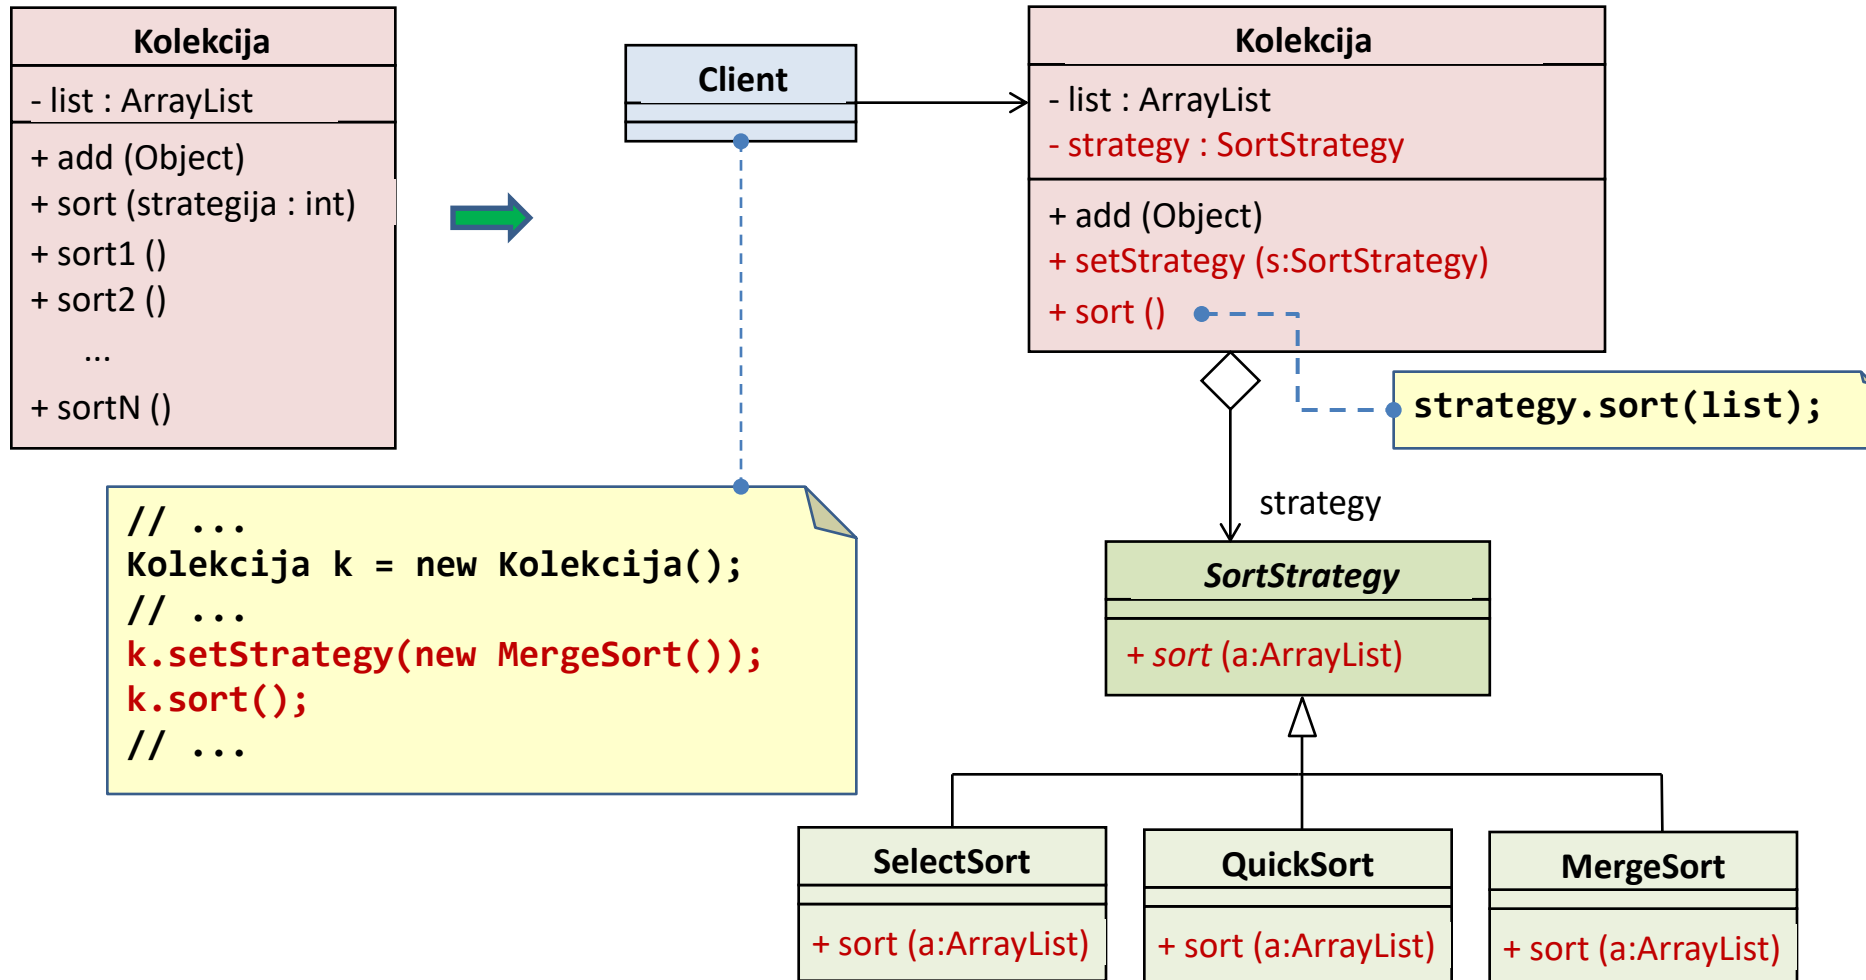 Kolekcija
- list : ArrayList
+ add (Object)
+ sort (strategija : int)
+ sort1 ()
+ sort2 ()
...
+ sortN ()
Client
Kolekcija
- list : ArrayList
- strategy : SortStrategy
+ add (Object)
+ setStrategy (s:SortStrategy)
+ sort ()
strategy.sort(list);
// ...
Kolekcija k = new Kolekcija();
// ...
k.setStrategy(new MergeSort());
k.sort();
// ...
strategy
SortStrategy
+ sort (a:ArrayList)
SelectSort
+ sort (a:ArrayList)
QuickSort
+ sort (a:ArrayList)
MergeSort
+ sort (a:ArrayList)